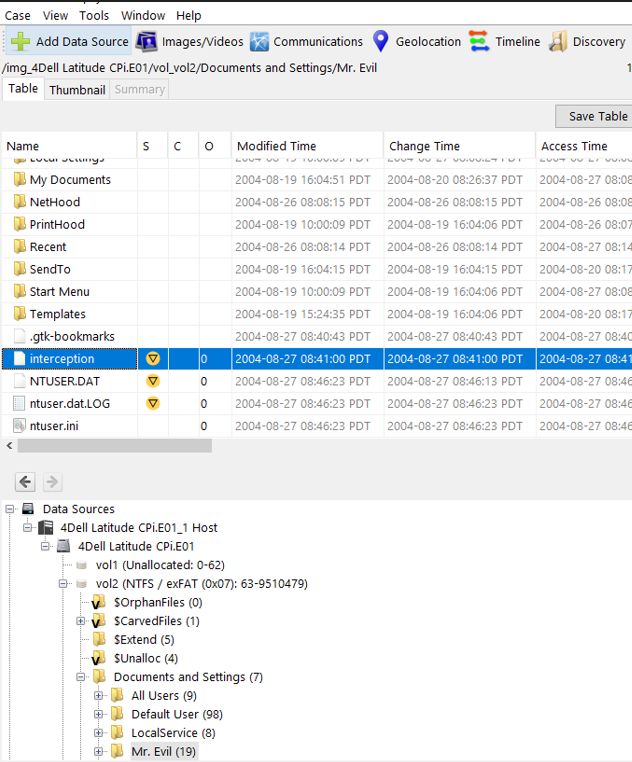 Case View Tools Window Help
Add Data Source Images/Videos Communications Geolocation Timeline Discovery
/img_4Dell Latitude CPi.E01/vol_vol2/Documents and Settings/Mr. Evil 1
Table Thumbnail Summary
Save Table
Name S C O Modified Time Change Time Access Time
Local Settings
My Documents 2004-08-19 16:04:51 PDT 2004-08-20 08:26:37 PDT 2004-08-27 08:08
NetHood 2004-08-26 08:08:15 PDT 2004-08-26 08:08:15 PDT 2004-08-26 08:08
PrintHood 2004-08-19 10:00:09 PDT 2004-08-19 16:04:06 PDT 2004-08-26 08:07
Recent 2004-08-26 08:08:14 PDT 2004-08-26 08:08:14 PDT 2004-08-27 08:14
SendTo 2004-08-19 16:04:15 PDT 2004-08-19 16:04:15 PDT 2004-08-20 08:17
Start Menu 2004-08-19 10:00:09 PDT 2004-08-19 16:04:06 PDT 2004-08-27 08:08
Templates 2004-08-19 15:24:35 PDT 2004-08-19 16:04:06 PDT 2004-08-20 08:17
.gtk-bookmarks 2004-08-27 08:40:43 PDT 2004-08-27 08:40:43 PDT 2004-08-27 08:40
interception 0 2004-08-27 08:41:00 PDT 2004-08-27 08:41:00 PDT 2004-08-27 08:41
NTUSER.DAT 0 2004-08-27 08:46:23 PDT 2004-08-27 08:46:13 PDT 2004-08-27 08:46
ntuser.dat.LOG 0 2004-08-27 08:46:23 PDT 2004-08-27 08:46:23 PDT 2004-08-27 08:46
ntuser.ini 0 2004-08-27 08:46:23 PDT 2004-08-27 08:46:23 PDT 2004-08-27 08:46
Data Sources
4Dell Latitude CPi.E01_1 Host
4Dell Latitude CPi.E01
vol1 (Unallocated: 0-62)
vol2 (NTFS / exFAT (0x07): 63-9510479)
$OrphanFiles (0)
$CarvedFiles (1)
$Extend (5)
$Unalloc (4)
Documents and Settings (7)
All Users (9)
Default User (98)
LocalService (8)
Mr. Evil (19)